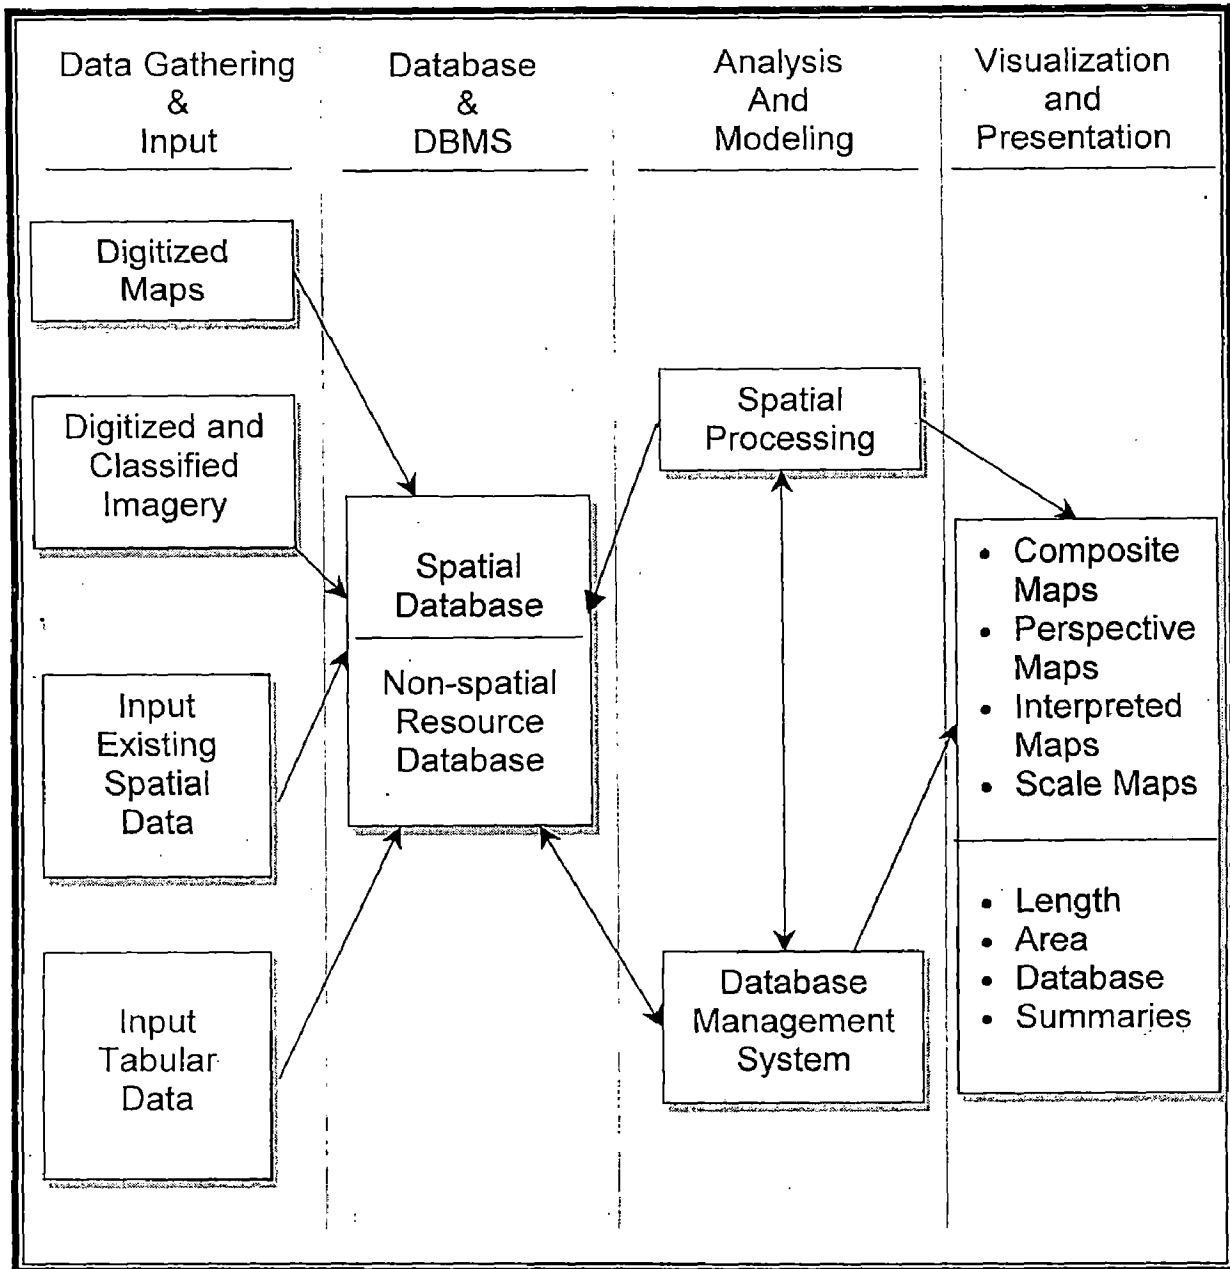 Data Gathering
&
Input
Database
&
DBMS
Analysis
And
Modeling
Visualization
and
Presentation
Digitized
Maps
Digitized and
Classified
Imagery
Input
Existing
Spatial
Data
Input
Tabular
Data
Spatial
Database
Non-spatial
Resource
Database
Spatial
Processing
Database
Management
System
• Composite
Maps
• Perspective
Maps
• Interpreted
Maps
• Scale Maps
• Length
• Area
• Database
• Summaries